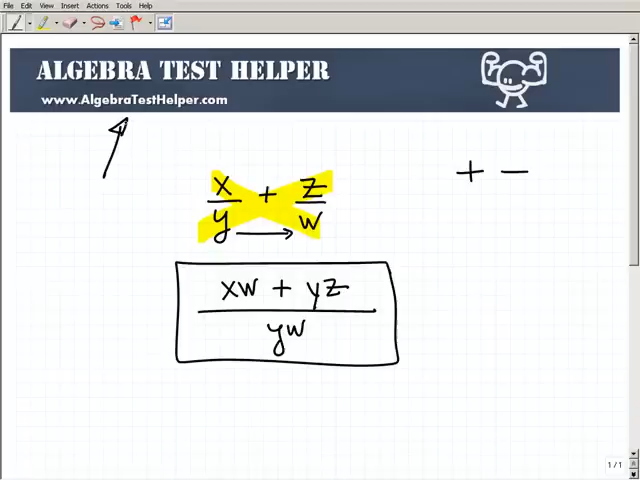 File Edit View Insert Actions Tools Help
ALGEBRA TEST HELPER
www.AlgebraTestHelper.com
+ −
x/y + z/w
xw + yz
yw
1/1